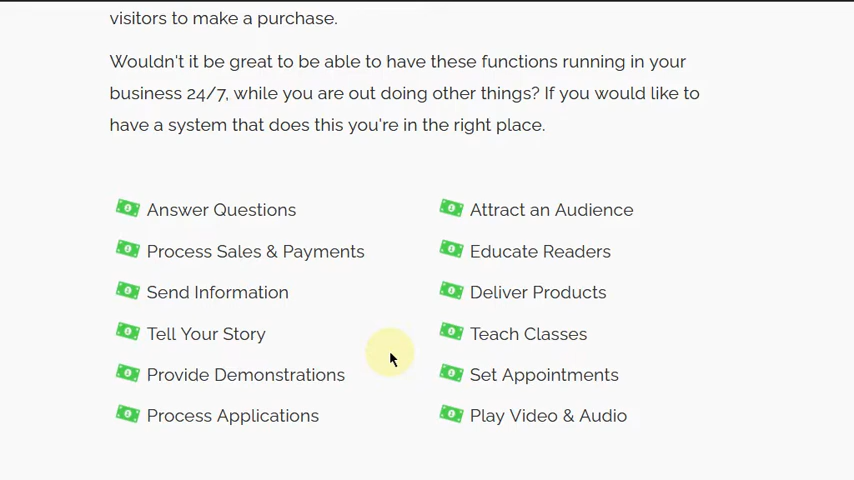 visitors to make a purchase.
Wouldn't it be great to be able to have these functions running in your
business 24/7, while you are out doing other things? If you would like to
have a system that does this you're in the right place.
Answer Questions
Process Sales & Payments
Send Information
Tell Your Story
Provide Demonstrations
Process Applications
Attract an Audience
Educate Readers
Deliver Products
Teach Classes
Set Appointments
Play Video & Audio